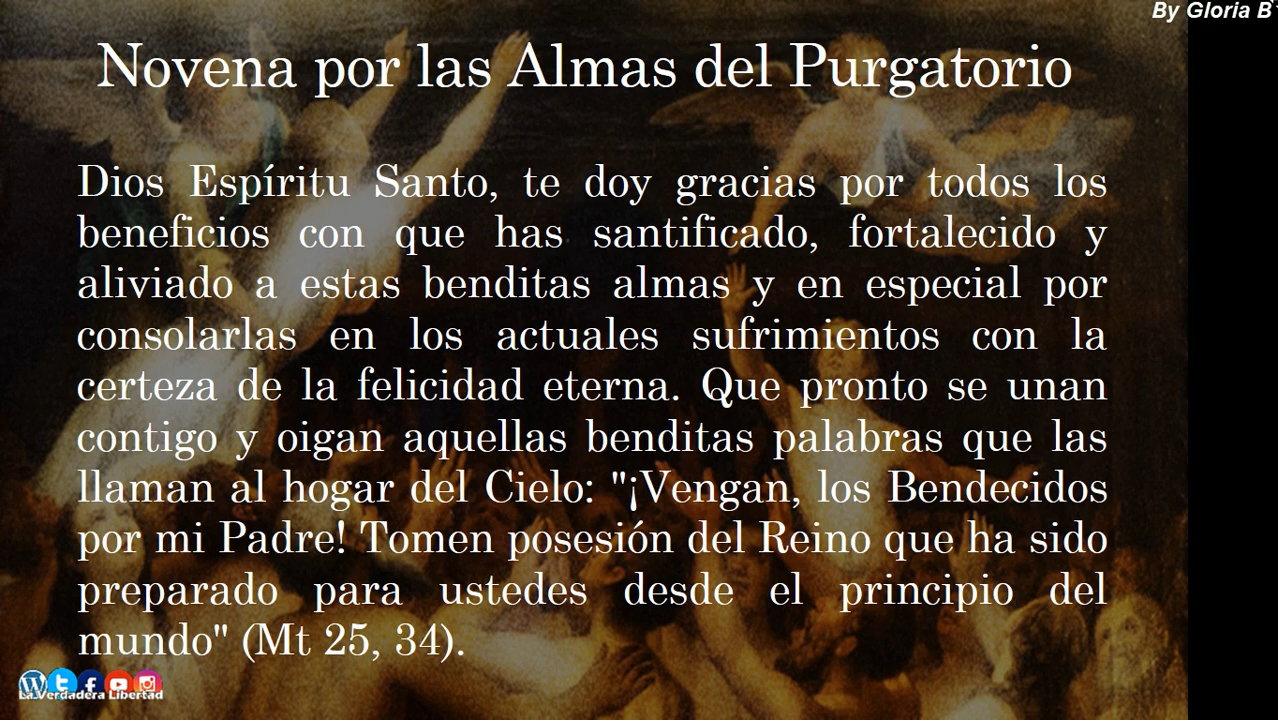 By Gloria B
Novena por las Almas del Purgatorio
Dios Espíritu Santo, te doy gracias por todos los
beneficios con que has santificado, fortalecido y
aliviado a estas benditas almas y en especial por
consolarlas en los actuales sufrimientos con la
certeza de la felicidad eterna. Que pronto se unan
contigo y oigan aquellas benditas palabras que las
llaman al hogar del Cielo: "¡Vengan, los Bendecidos
por mi Padre! Tomen posesión del Reino que ha sido
preparado para ustedes desde el principio del
mundo" (Mt 25, 34).
La Verdadera Libertad